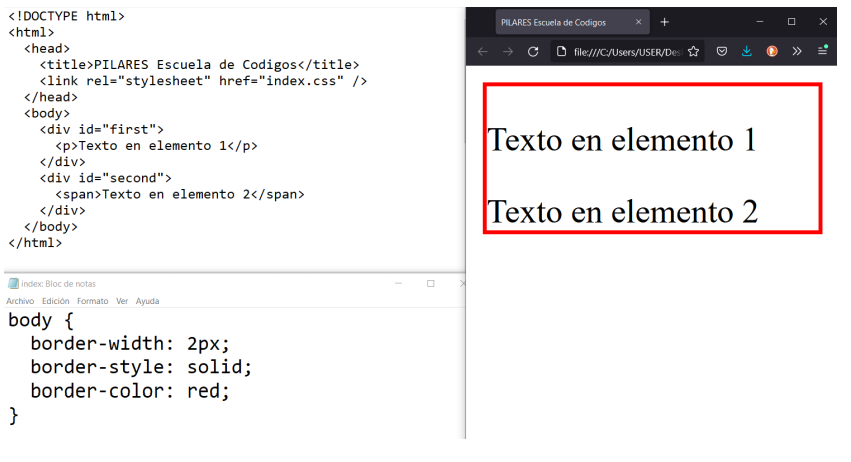 <!DOCTYPE html>
<html>
  <head>
    <title>PILARES Escuela de Codigos</title>
    <link rel="stylesheet" href="index.css" />
  </head>
  <body>
    <div id="first">
      <p>Texto en elemento 1</p>
    </div>
    <div id="second">
      <span>Texto en elemento 2</span>
    </div>
  </body>
</html>
index: Bloc de notas
Archivo Edición Formato Ver Ayuda
body {
  border-width: 2px;
  border-style: solid;
  border-color: red;
}
PILARES Escuela de Codigos
file:///C:/Users/USER/Des
Texto en elemento 1
Texto en elemento 2